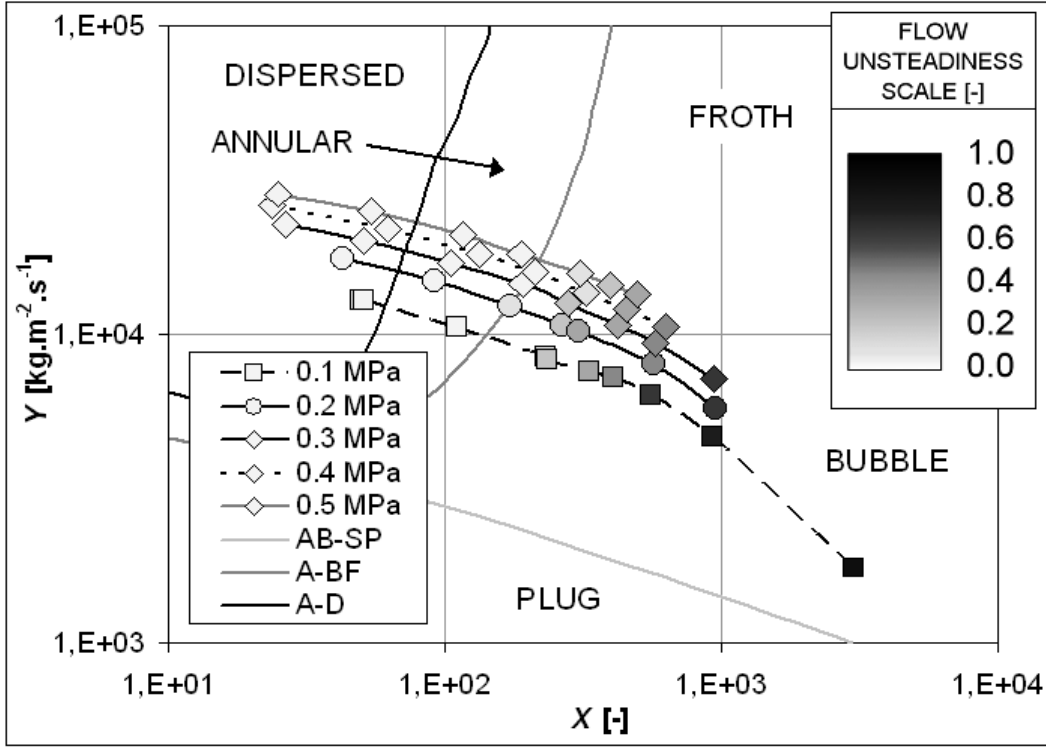 1,E+05
DISPERSED
ANNULAR
FROTH
FLOW
UNSTEADINESS
SCALE [-]
1.0
0.8
0.6
0.4
0.2
0.0
Y [kg.m-2.s-1]
1,E+04
0.1 MPa
0.2 MPa
0.3 MPa
0.4 MPa
0.5 MPa
AB-SP
A-BF
A-D
BUBBLE
PLUG
1,E+03
1,E+01
1,E+02
1,E+03
1,E+04
X [-]